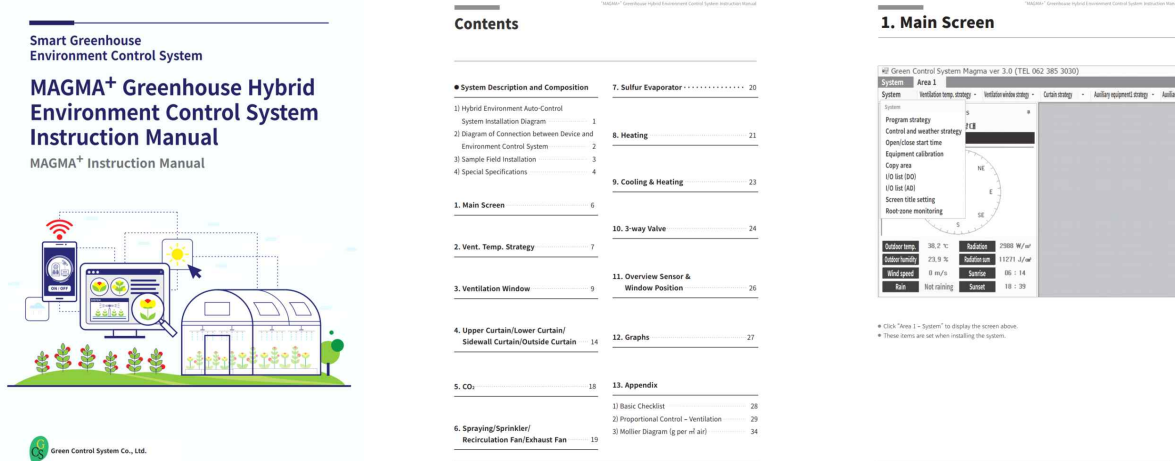 Smart Greenhouse
Environment Control System
MAGMA+ Greenhouse Hybrid
Environment Control System
Instruction Manual
MAGMA+ Instruction Manual
ON / OFF
GCS Green Control System Co., Ltd.
"MAGMA+" Greenhouse Hybrid Environment Control System Instruction Manual
Contents
● System Description and Composition
1) Hybrid Environment Auto-Control
System Installation Diagram 1
2) Diagram of Connection between Device and
Environment Control System 2
3) Sample Field Installation 3
4) Special Specifications 4
1. Main Screen 6
2. Vent. Temp. Strategy 7
3. Ventilation Window 9
4. Upper Curtain/Lower Curtain/
Sidewall Curtain/Outside Curtain 14
5. CO₂ 18
6. Spraying/Sprinkler/
Recirculation Fan/Exhaust Fan 19
7. Sulfur Evaporator 20
8. Heating 21
9. Cooling & Heating 23
10. 3-way Valve 24
11. Overview Sensor &
Window Position 26
12. Graphs 27
13. Appendix
1) Basic Checklist 28
2) Proportional Control – Ventilation 29
3) Mollier Diagram (g per ㎥ air) 34
"MAGMA+" Greenhouse Hybrid Environment Control System Instruction
1. Main Screen
Green Control System Magma ver 3.0 (TEL 062 385 3030)
System Area 1
System Ventilation temp. strategy - Ventilation window strategy - Curtain strategy - Auxiliary equipment1 strategy -
System
Program strategy
Control and weather strategy
Open/close start time
Equipment calibration
Copy area
I/O list (DO)
I/O list (AD)
Screen title setting
Root-zone monitoring
NE
E
SE
S
Outdoor temp. 38,2 ℃ Radiation 2988 W/㎡
Outdoor humidity 23,9 % Radiation sum 11271 J/㎠
Wind speed 0 m/s Sunrise 06 : 14
Rain Not raining Sunset 18 : 39
● Click "Area 1 – System" to display the screen above.
● These items are set when installing the system.